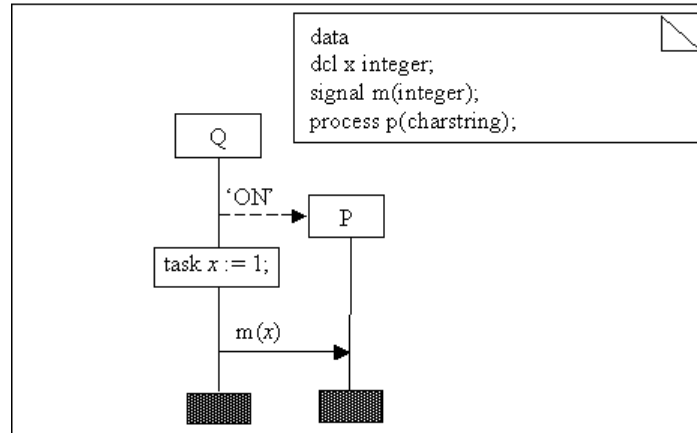 data
dcl x integer;
signal m(integer);
process p(charstring);
Q
‘ON’
P
task x := 1;
m(x)